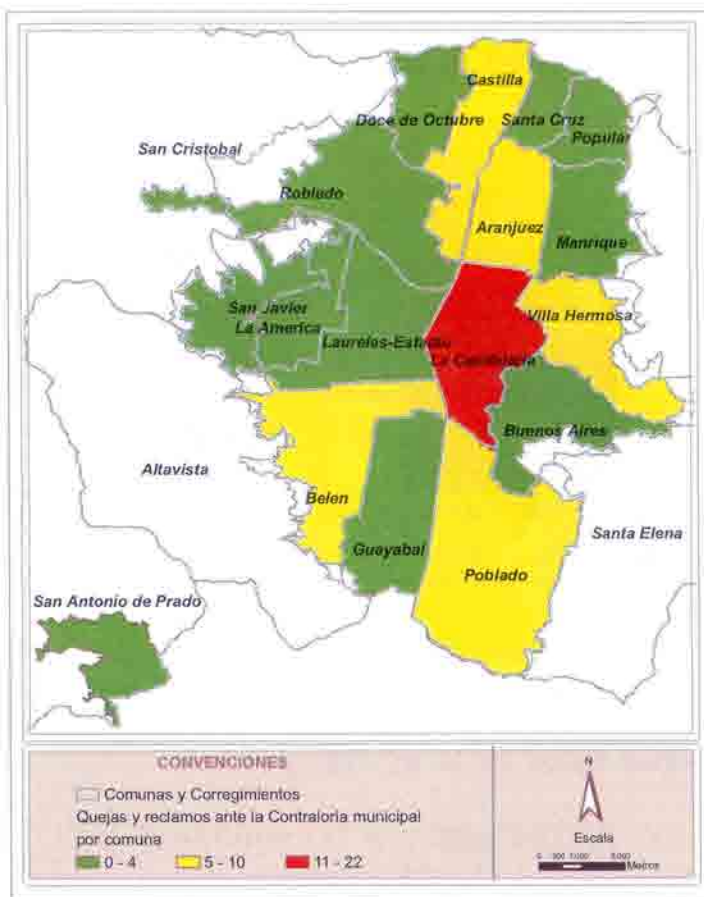 Castilla
Doce de Octubre
Santa Cruz
Popular
San Cristobal
Robledo
Aranjuez
Manrique
San Javier
La America
Villa Hermosa
Laureles-Estadio
La Candelaria
Buenos Aires
Altavista
Belen
Santa Elena
Guayabal
Poblado
San Antonio de Prado
CONVENCIONES
Comunas y Corregimientos
Quejas y reclamos ante la Contraloría municipal
por comuna
0 - 4 5 - 10 11 - 22
N
Escala
Metros